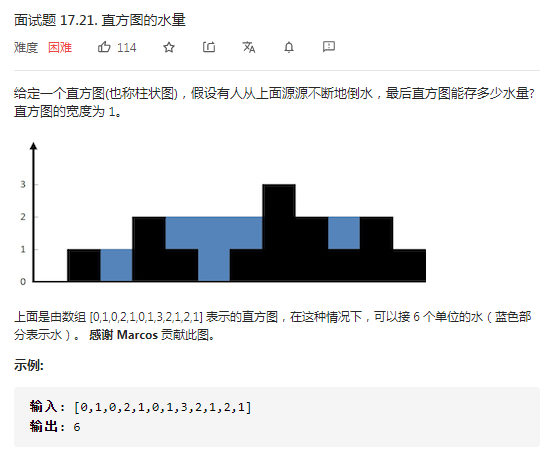 面试题 17.21. 直方图的水量
难度 困难 114
给定一个直方图(也称柱状图)，假设有人从上面源源不断地倒水，最后直方图能存多少水量?
直方图的宽度为 1。
3
2
1
0
上面是由数组 [0,1,0,2,1,0,1,3,2,1,2,1] 表示的直方图，在这种情况下，可以接 6 个单位的水（蓝色部
分表示水）。 感谢 Marcos 贡献此图。
示例:
输入: [0,1,0,2,1,0,1,3,2,1,2,1]
输出: 6